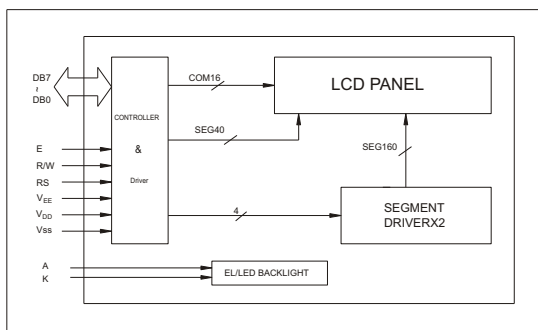 DB7
~
DB0
E
R/W
RS
VEE
VDD
Vss
A
K
CONTROLLER
&
Driver
COM16
SEG40
4
LCD PANEL
SEG160
SEGMENT
DRIVERX2
EL/LED BACKLIGHT